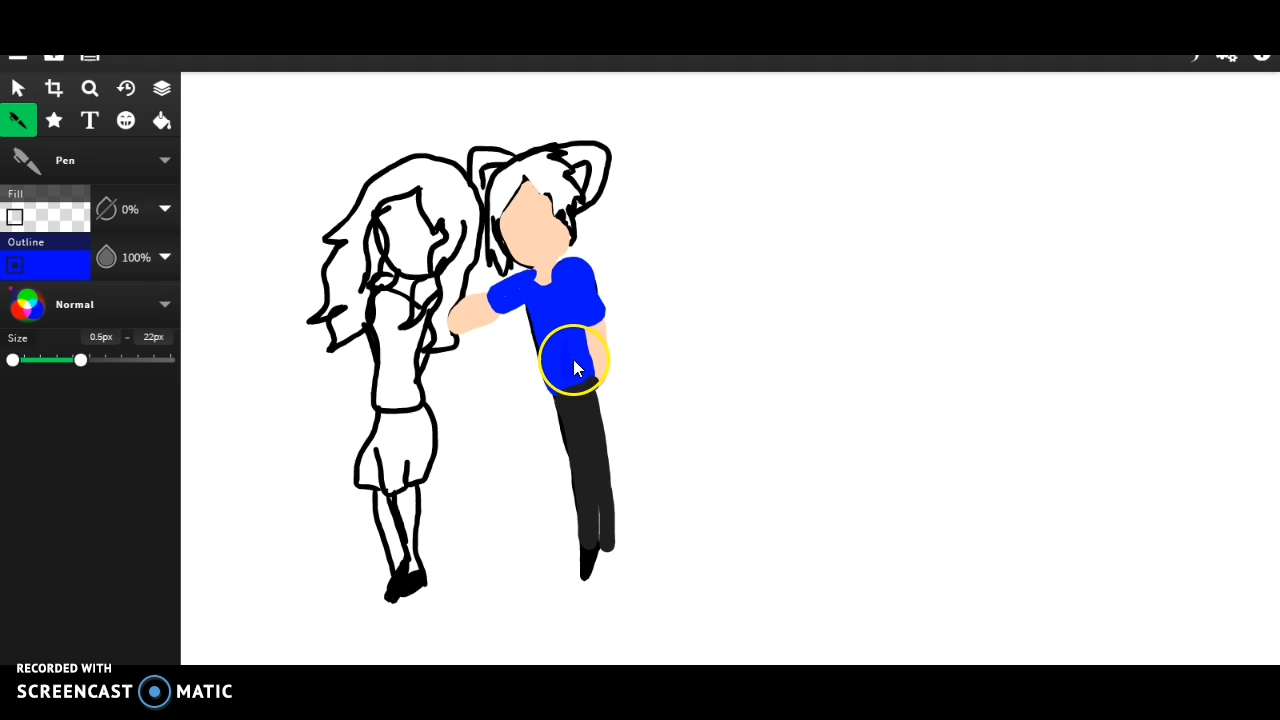 T
Pen
Fill
0%
Outline
100%
Normal
Size 0.5px - 22px
RECORDED WITH
SCREENCAST MATIC